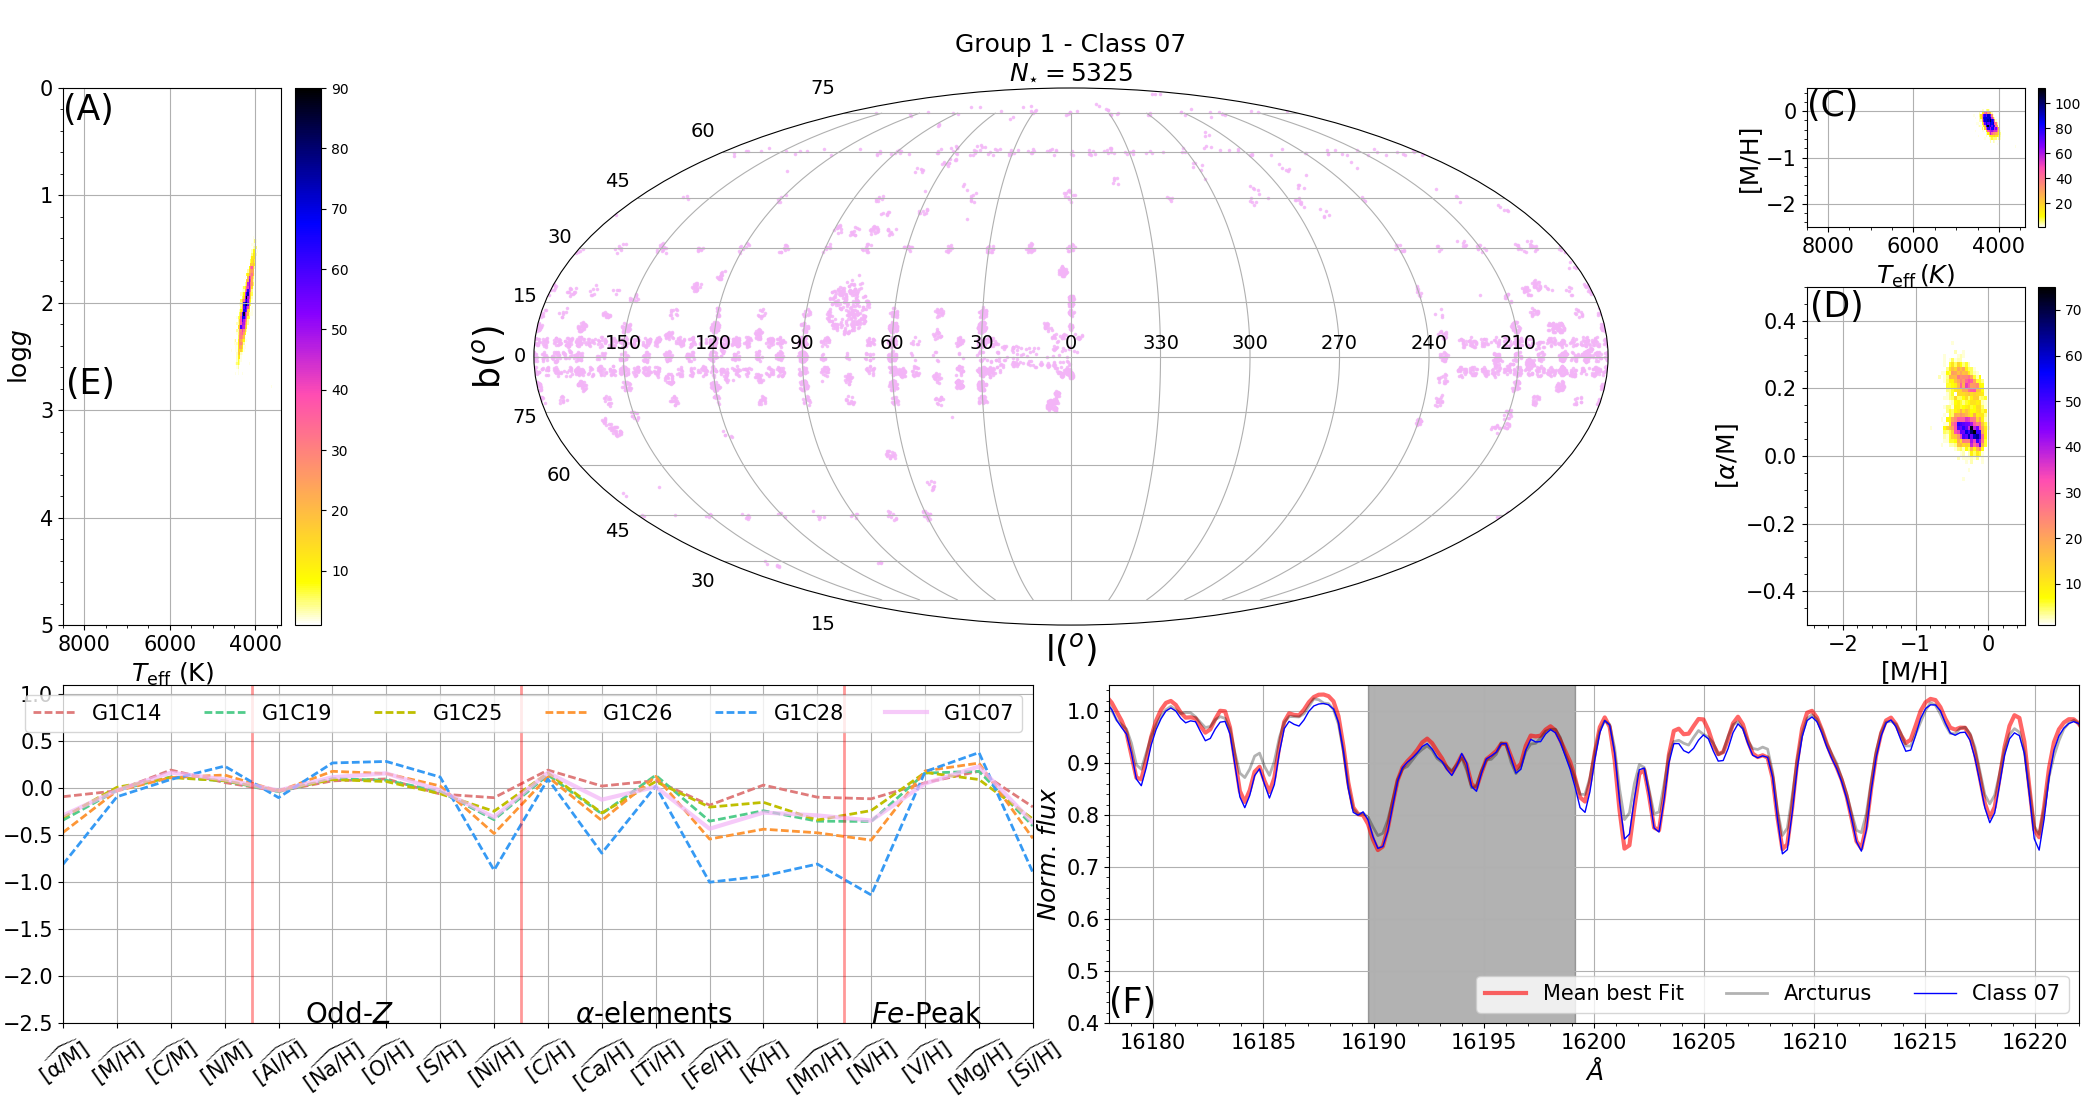 Group 1 - Class 07
N⋆ = 5325
(A)
0
1
2
3
4
5
log g
(E)
8000 6000 4000
T_eff (K)
90
80
70
60
50
40
30
20
10
75
60
45
30
15
0
75
60
45
30
15
b(°)
150 120 90 60 30 0 330 300 270 240 210
l(°)
(C)
0
−1
−2
[M/H]
8000 6000 4000
T_eff (K)
100
80
60
40
20
(D)
0.4
0.2
0.0
−0.2
−0.4
[α/M]
−2 −1 0
[M/H]
70
60
50
40
30
20
10
1.0
0.5
0.0
−0.5
−1.0
−1.5
−2.0
−2.5
G1C14 G1C19 G1C25 G1C26 G1C28 G1C07
Odd-Z α-elements Fe-Peak
[α/M] [M/H] [C/M] [N/M] [Al/H] [Na/H] [O/H] [S/H] [Ni/H] [C/H] [Ca/H] [Ti/H] [Fe/H] [K/H] [Mn/H] [N/H] [V/H] [Mg/H] [Si/H]
1.0
0.9
0.8
0.7
0.6
0.5
0.4
Norm. flux
(F)
Mean best Fit Arcturus Class 07
16180 16185 16190 16195 16200 16205 16210 16215 16220
Å